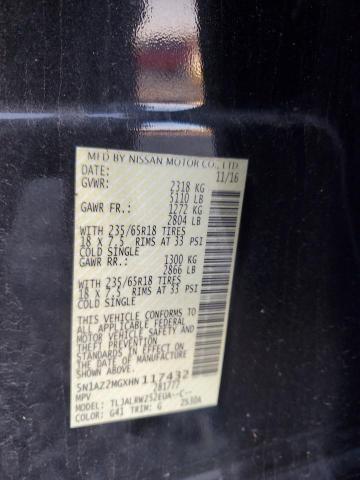 MFD BY NISSAN MOTOR CO., LTD
DATE: 11/16
GVWR: 2318 KG
5110 LB
GAWR FR.: 1272 KG
2804 LB
WITH 235/65R18 TIRES
18 X 7.5 RIMS AT 33 PSI
COLD SINGLE
GAWR RR.: 1300 KG
2866 LB
WITH 235/65R18 TIRES
18 X 7.5 RIMS AT 33 PSI
COLD SINGLE
THIS VEHICLE CONFORMS TO
ALL APPLICABLE FEDERAL
MOTOR VEHICLE SAFETY
STANDARDS IN EFFECT ON
THE DATE OF MANUFACTURE
SHOWN ABOVE.
5N1AZ2MGXHN117432
MPV 281777
MODEL: TLJALRWZ52EUA--C--
COLOR: G41 TRIM: G 2530A